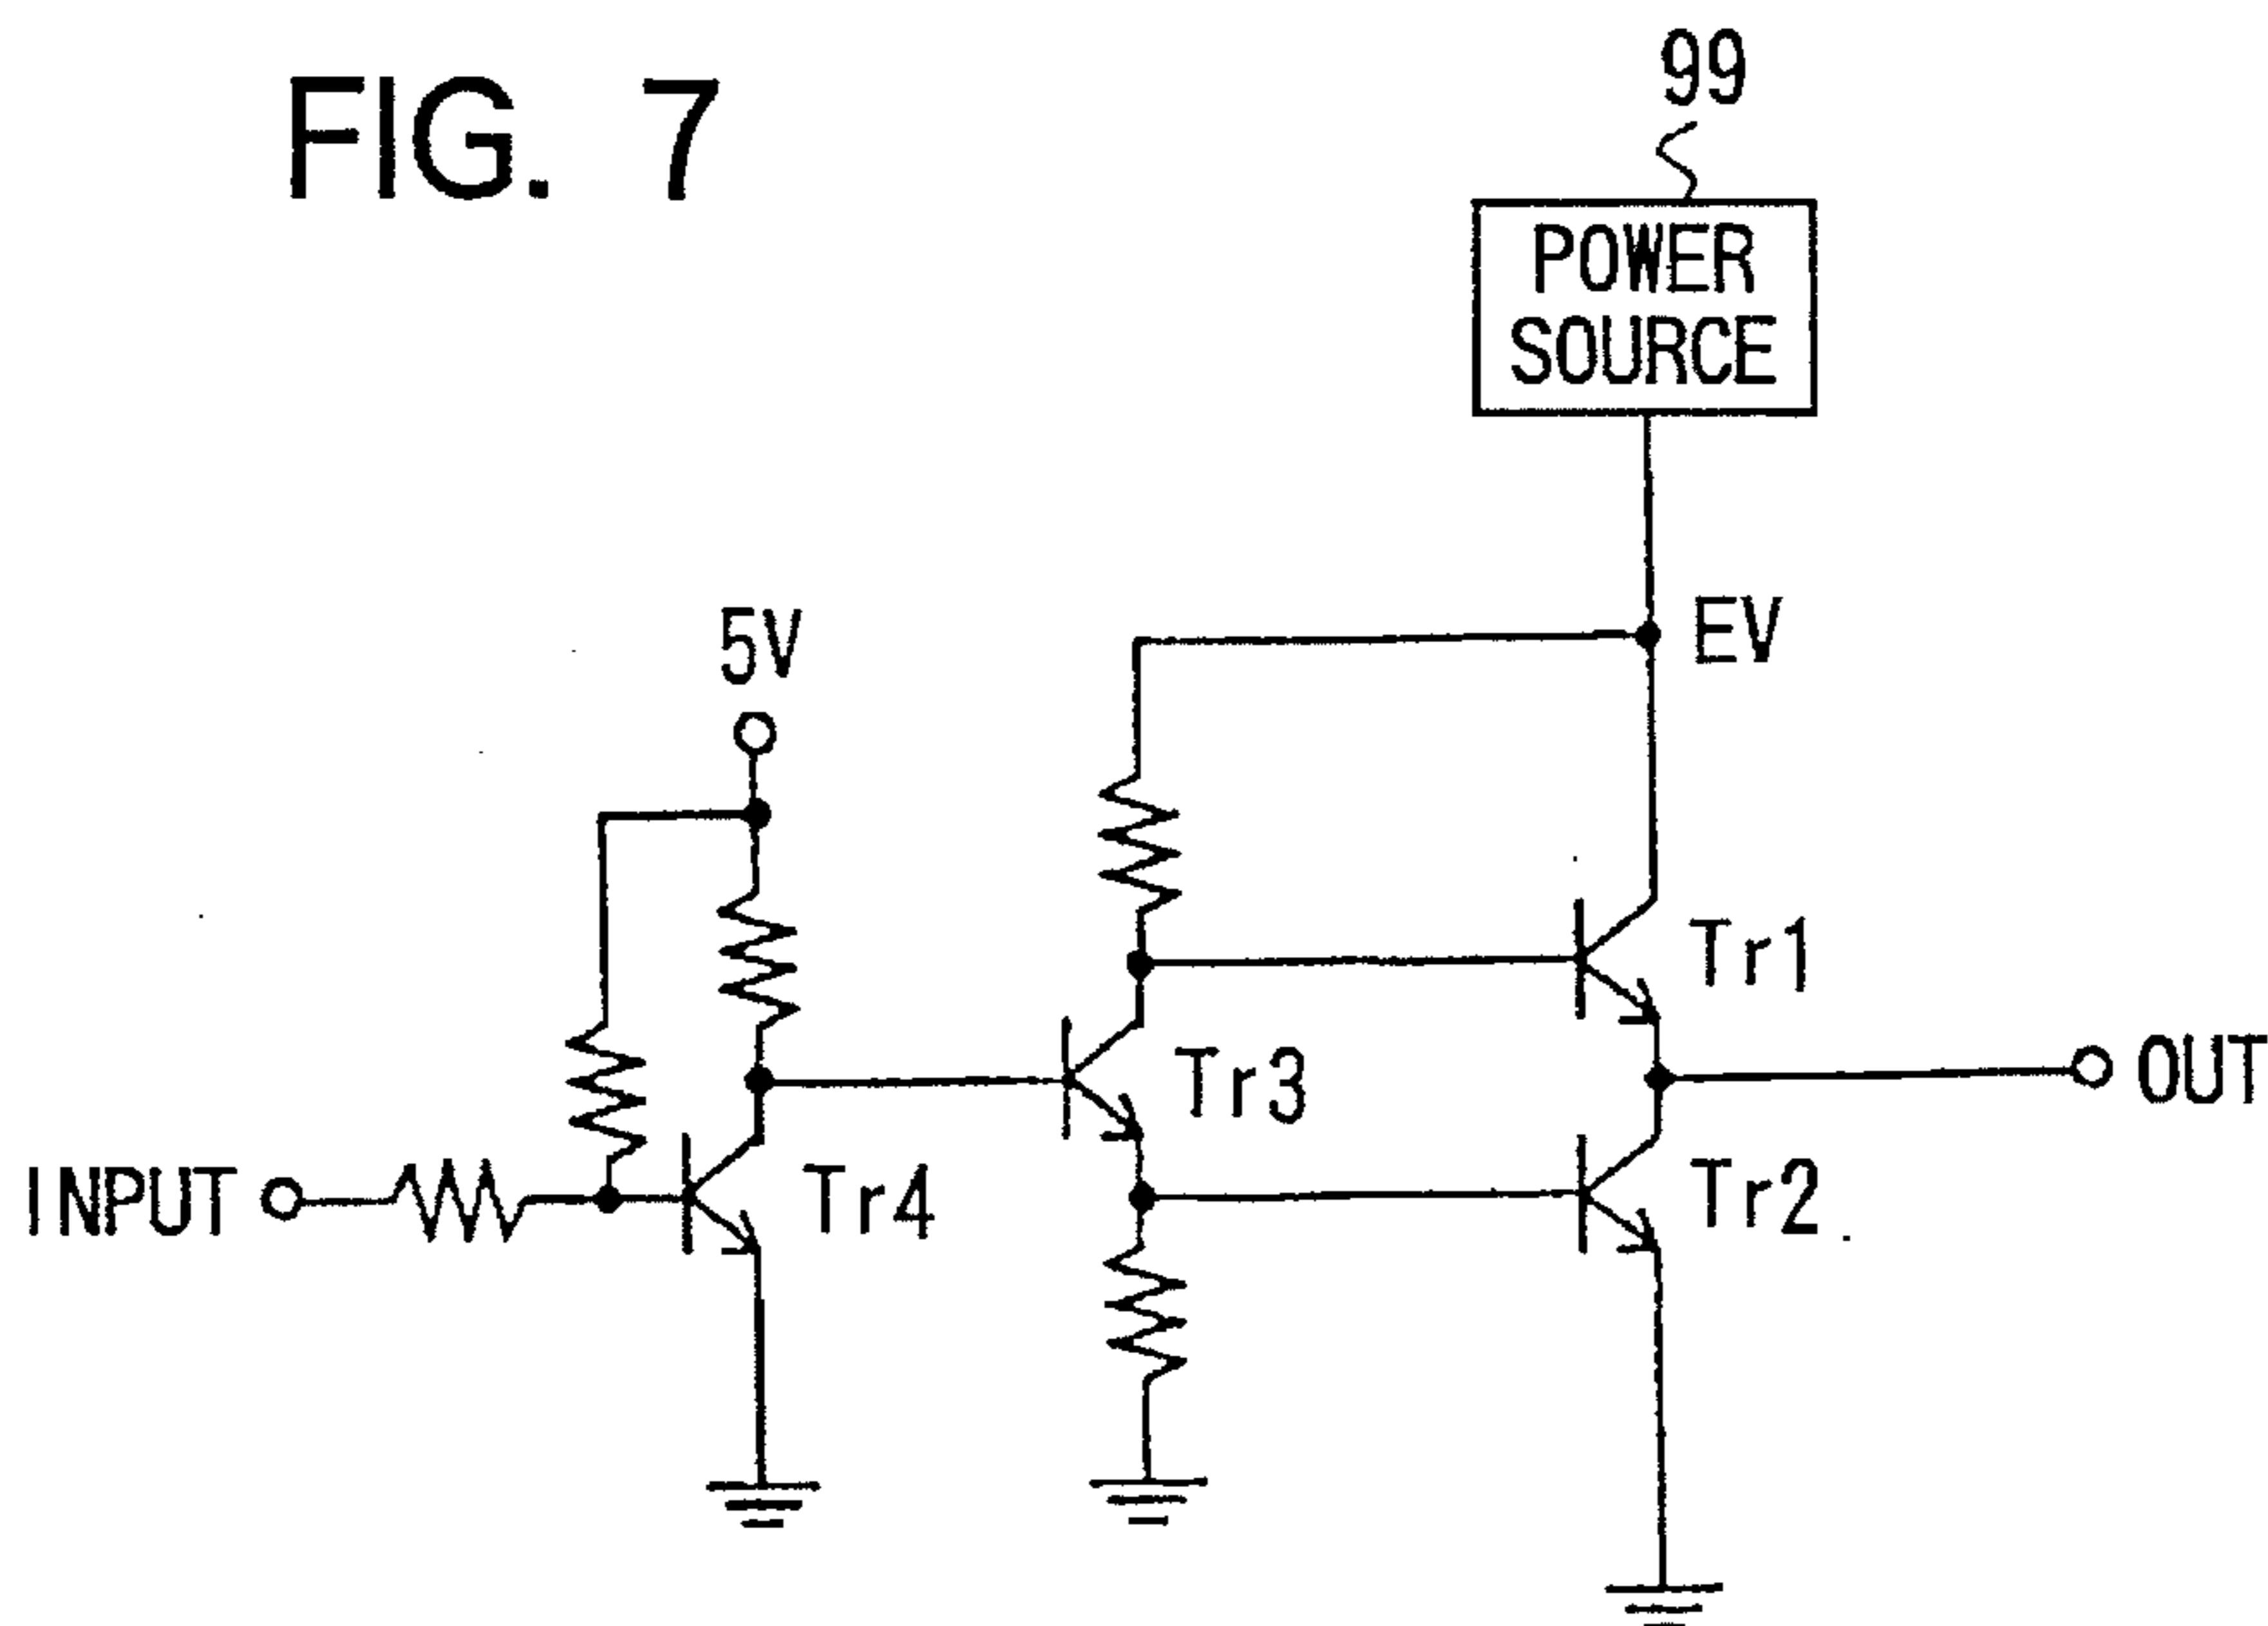 FIG. 7
99
POWER
SOURCE
5V
EV
Tr1
Tr3
OUT
INPUT
Tr4
Tr2